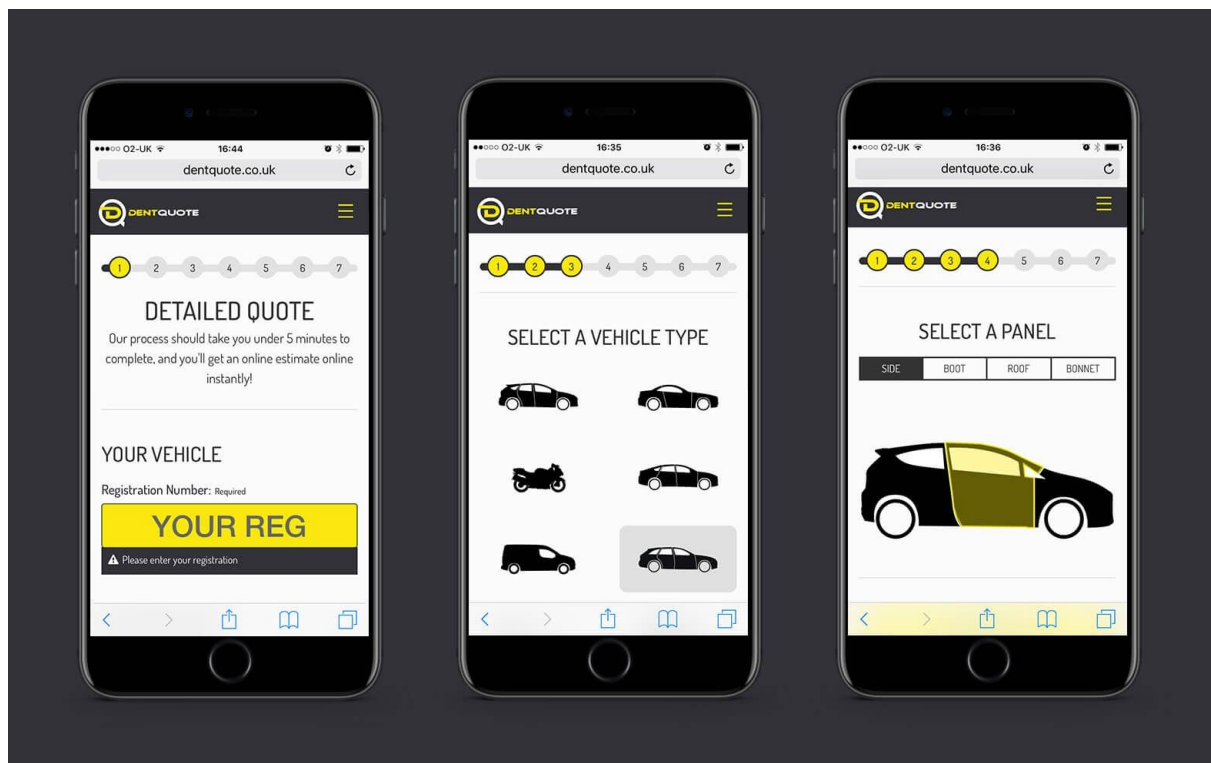 O2-UK
16:44
dentquote.co.uk
DENTQUOTE
1 2 3 4 5 6 7
DETAILED QUOTE
Our process should take you under 5 minutes to
complete, and you'll get an online estimate online
instantly!
YOUR VEHICLE
Registration Number: Required
YOUR REG
Please enter your registration
O2-UK
16:35
dentquote.co.uk
DENTQUOTE
1 2 3 4 5 6 7
SELECT A VEHICLE TYPE
O2-UK
16:36
dentquote.co.uk
DENTQUOTE
1 2 3 4 5 6 7
SELECT A PANEL
SIDE BOOT ROOF BONNET